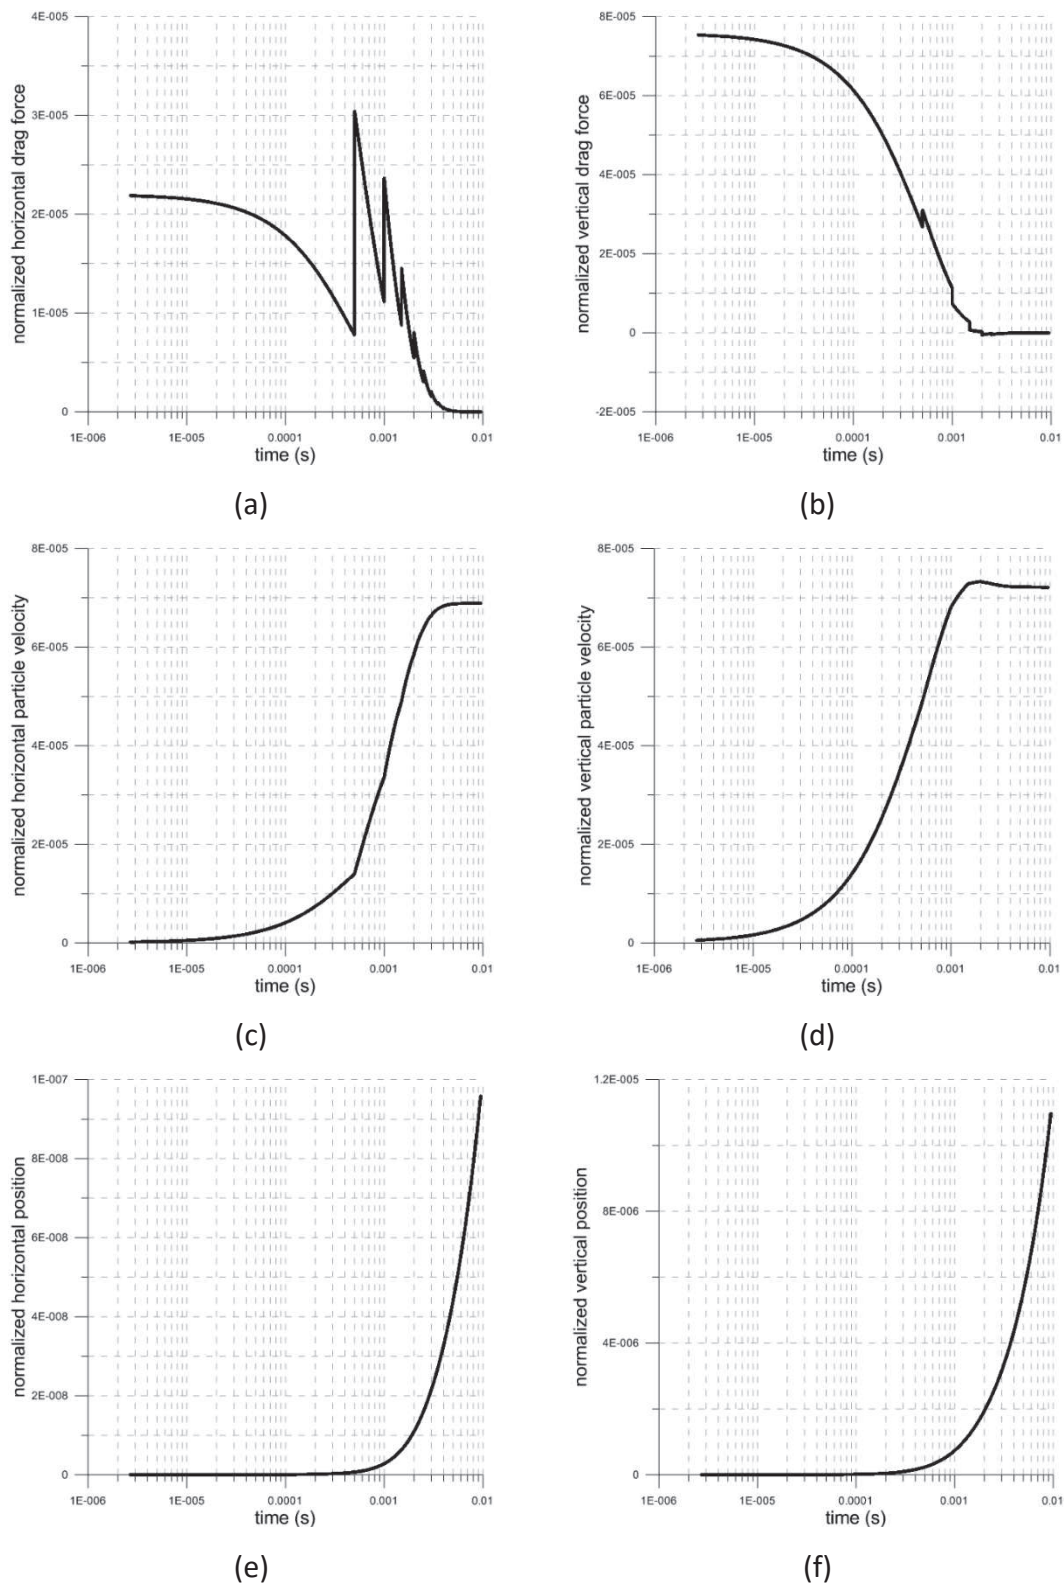 4E-005
3E-005
2E-005
1E-005
0
normalized horizontal drag force
1E-006
1E-005
0.0001
0.001
0.01
time (s)
(a)
8E-005
6E-005
4E-005
2E-005
0
-2E-005
normalized vertical drag force
1E-006
1E-005
0.0001
0.001
0.01
time (s)
(b)
8E-005
6E-005
4E-005
2E-005
0
normalized horizontal particle velocity
1E-006
1E-005
0.0001
0.001
0.01
time (s)
(c)
8E-005
6E-005
4E-005
2E-005
0
normalized vertical particle velocity
1E-006
1E-005
0.0001
0.001
0.01
time (s)
(d)
1E-007
8E-008
6E-008
4E-008
2E-008
0
normalized horizontal position
1E-006
1E-005
0.0001
0.001
0.01
time (s)
(e)
1.2E-005
8E-006
4E-006
0
normalized vertical position
1E-006
1E-005
0.0001
0.001
0.01
time (s)
(f)